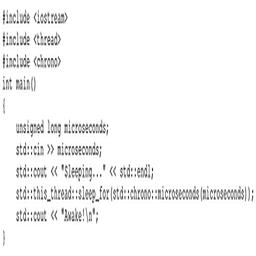 #include <iostream>
#include <thread>
#include <chrono>
int main()
{
    unsigned long microseconds;
    std::cin >> microseconds;
    std::cout << "Sleeping..." << std::endl;
    std::this_thread::sleep_for(std::chrono::microseconds(microseconds));
    std::cout << "Awake!\n";
}